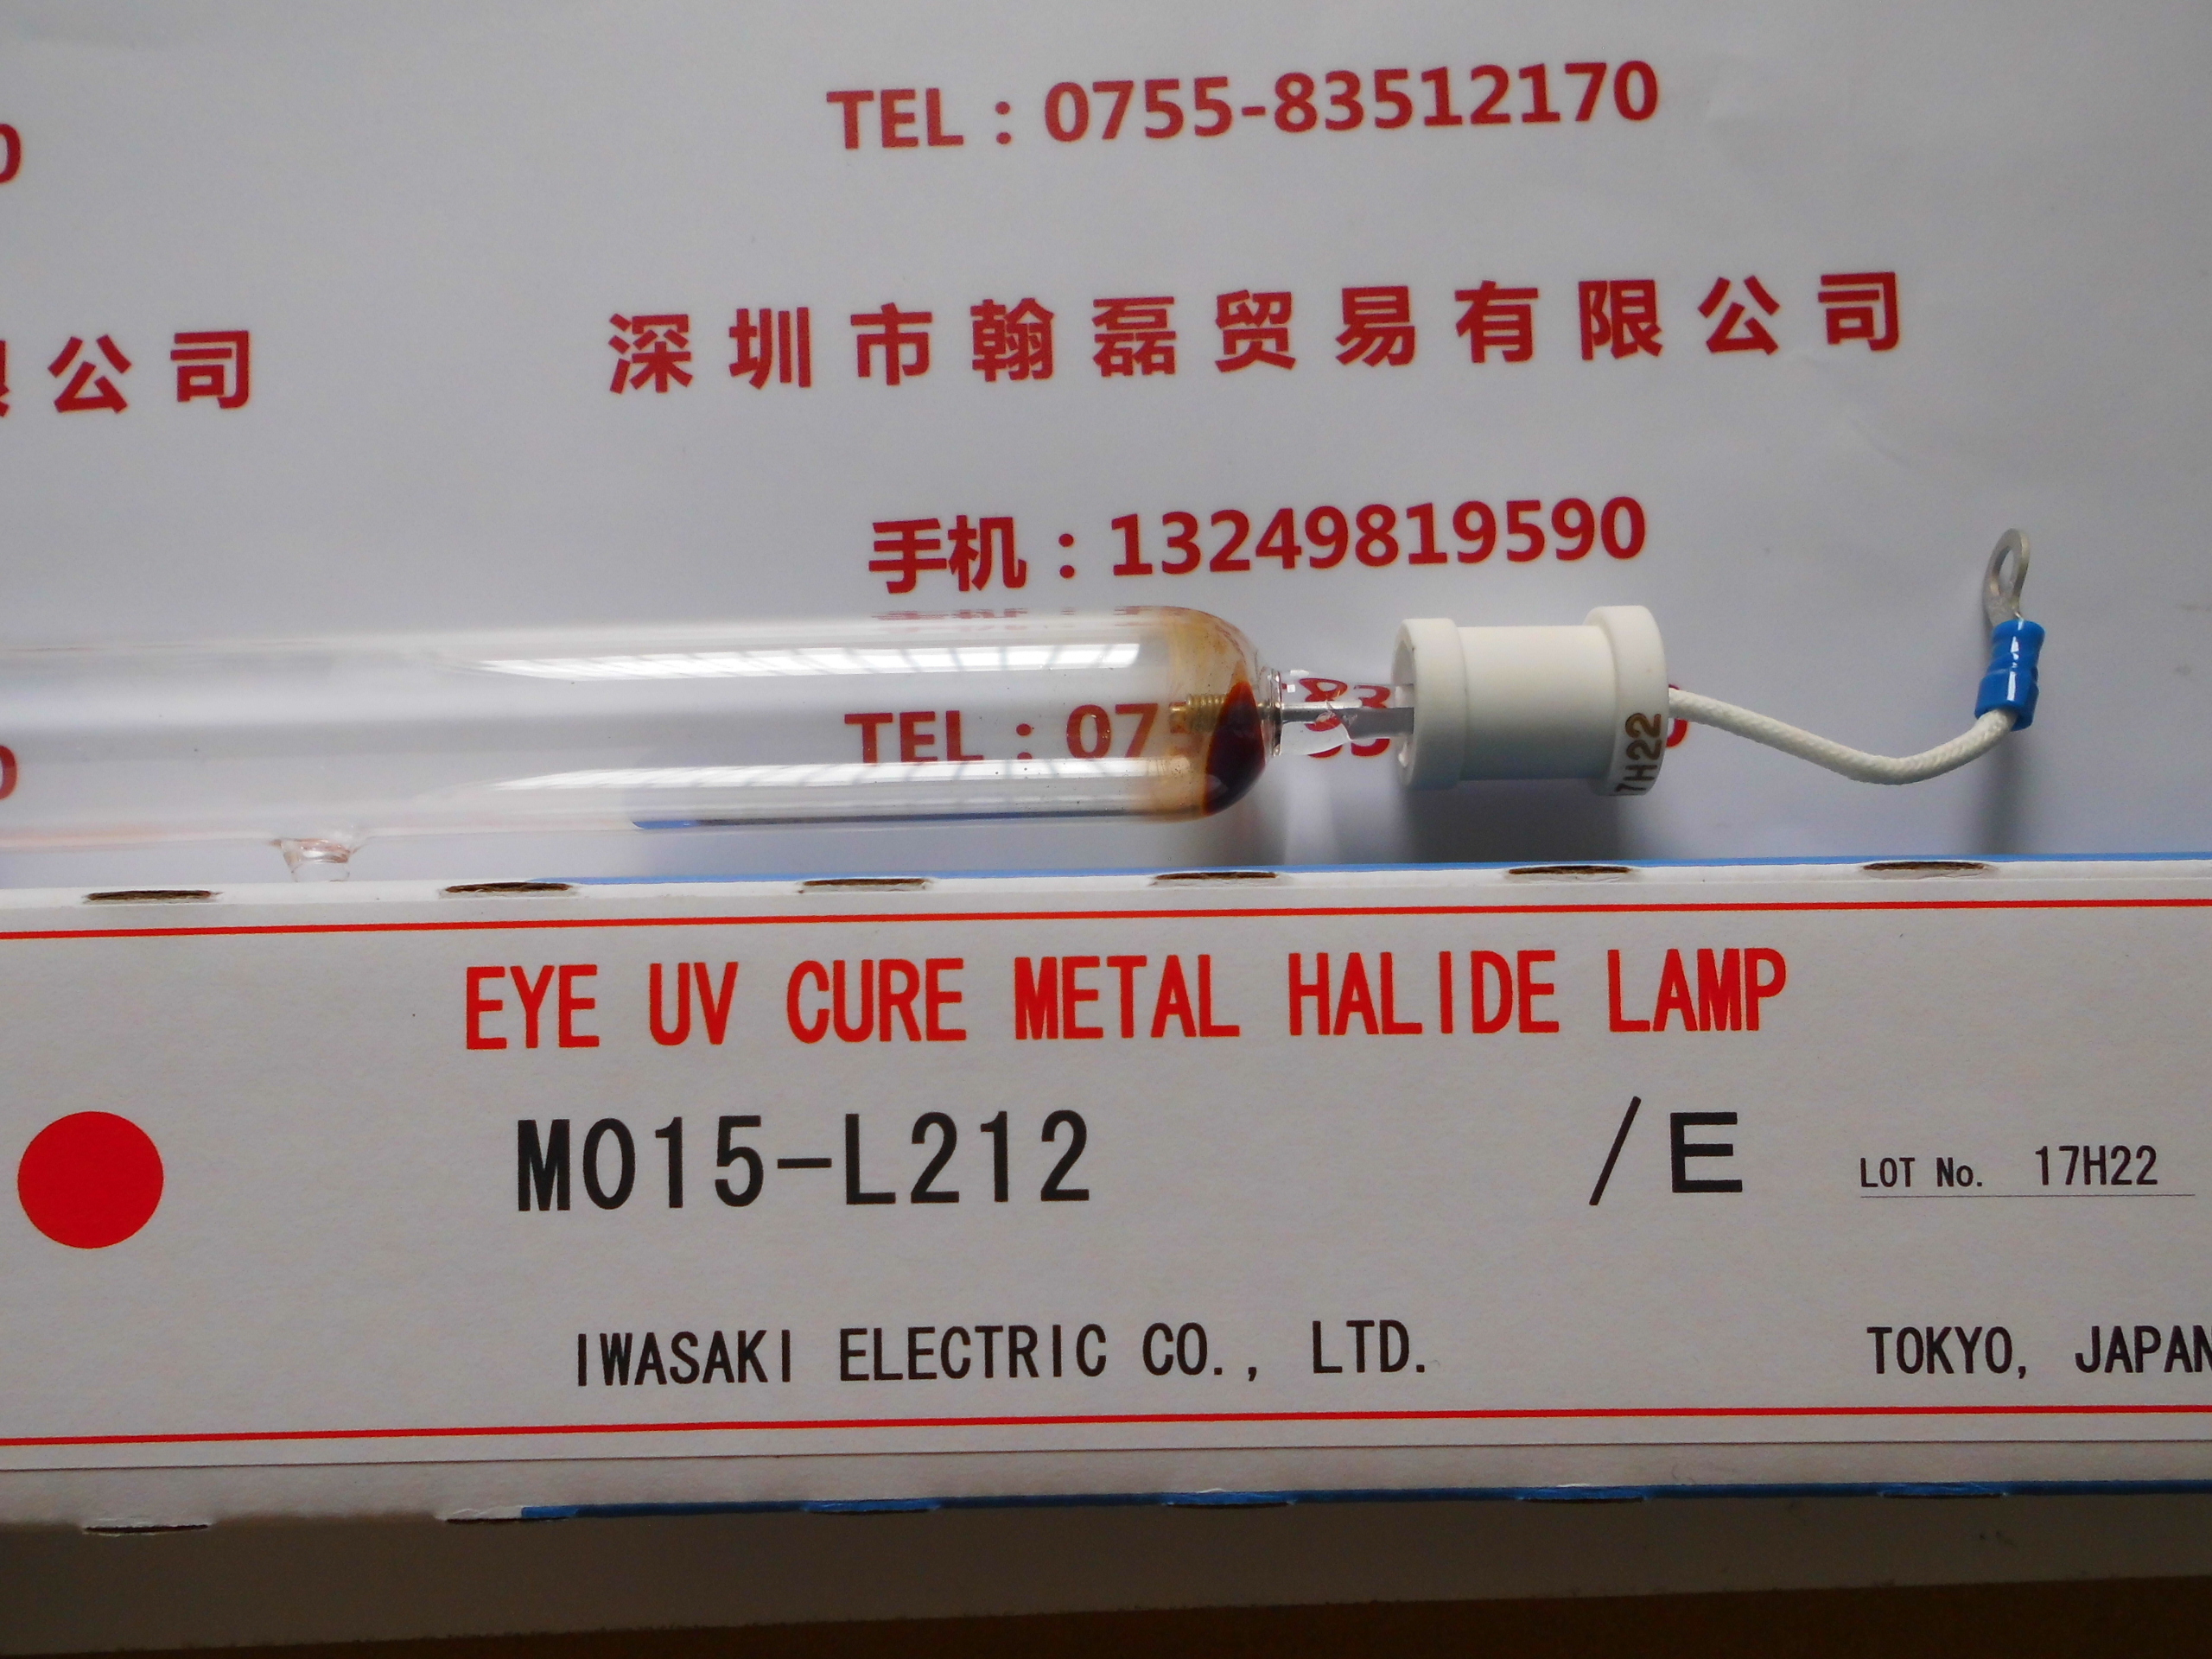 TEL：0755-83512170
深圳市翰磊贸易有限公司
公司
手机：13249819590
TEL：07
17H22
EYE UV CURE METAL HALIDE LAMP
M015-L212 /E LOT No. 17H22
IWASAKI ELECTRIC CO., LTD. TOKYO, JAPAN